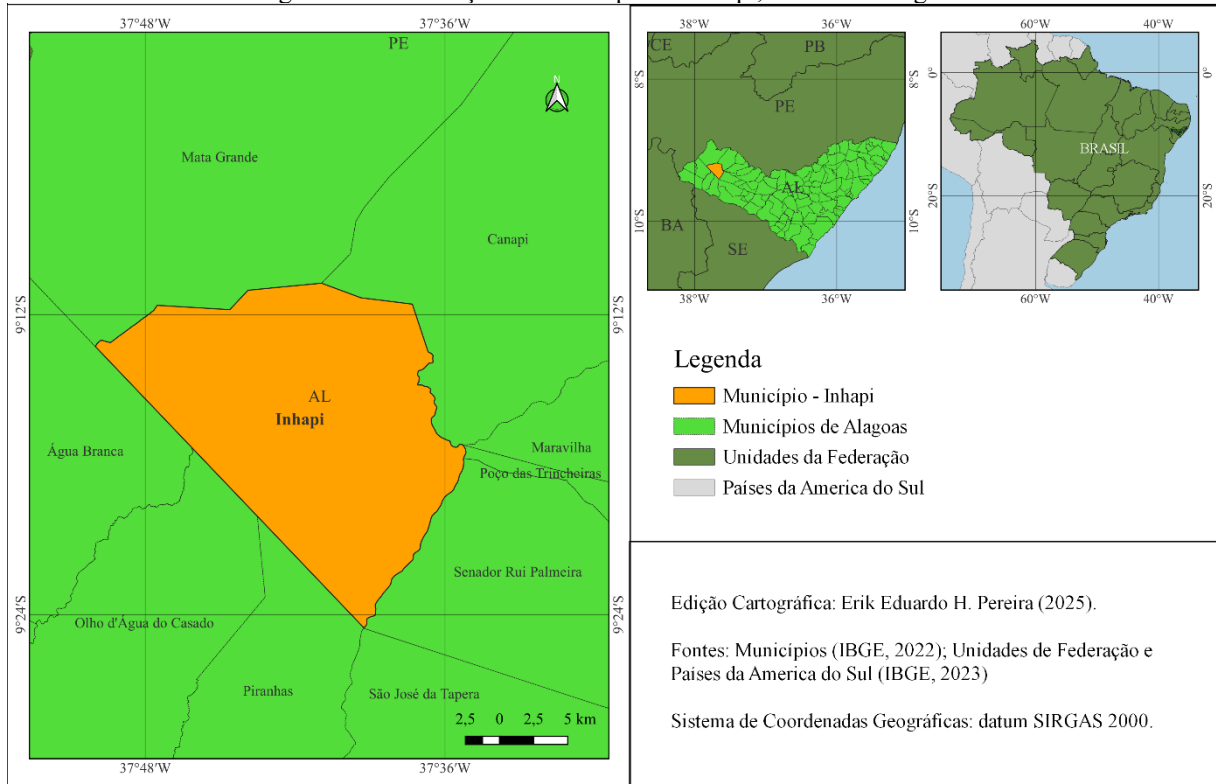 37°48'W
37°36'W
PE
N
Mata Grande
Canapi
9°12'S
9°12'S
AL
Inhapi
Água Branca
Maravilha
Poço das Trincheiras
Senador Rui Palmeira
9°24'S
9°24'S
Olho d'Água do Casado
Piranhas
São José da Tapera
2,5 0 2,5 5 km
37°48'W
37°36'W
38°W
36°W
CE
PB
8°S
8°S
PE
AL
10°S
10°S
BA
SE
38°W
36°W
60°W
40°W
0°
0°
BRASIL
20°S
20°S
60°W
40°W
Legenda
Município - Inhapi
Municípios de Alagoas
Unidades da Federação
Países da America do Sul
Edição Cartográfica: Erik Eduardo H. Pereira (2025).
Fontes: Municípios (IBGE, 2022); Unidades de Federação e
Países da America do Sul (IBGE, 2023)
Sistema de Coordenadas Geográficas: datum SIRGAS 2000.